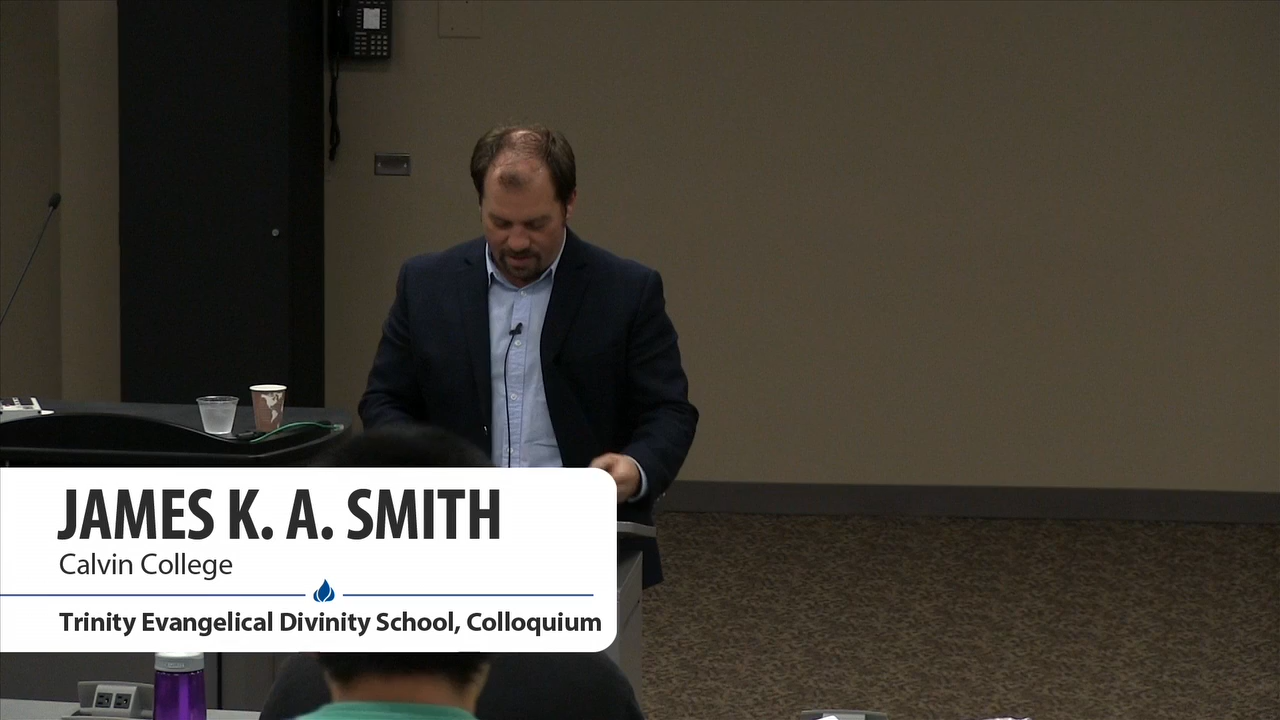 JAMES K. A. SMITH
Calvin College
Trinity Evangelical Divinity School, Colloquium